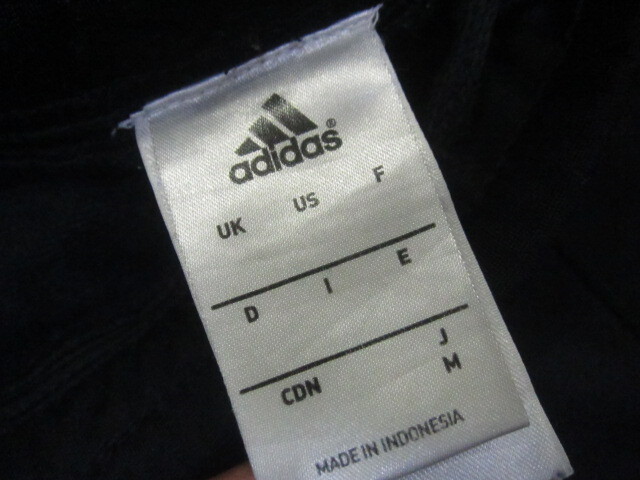 adidas®
UK US F
D I E
CDN J
M
MADE IN INDONESIA